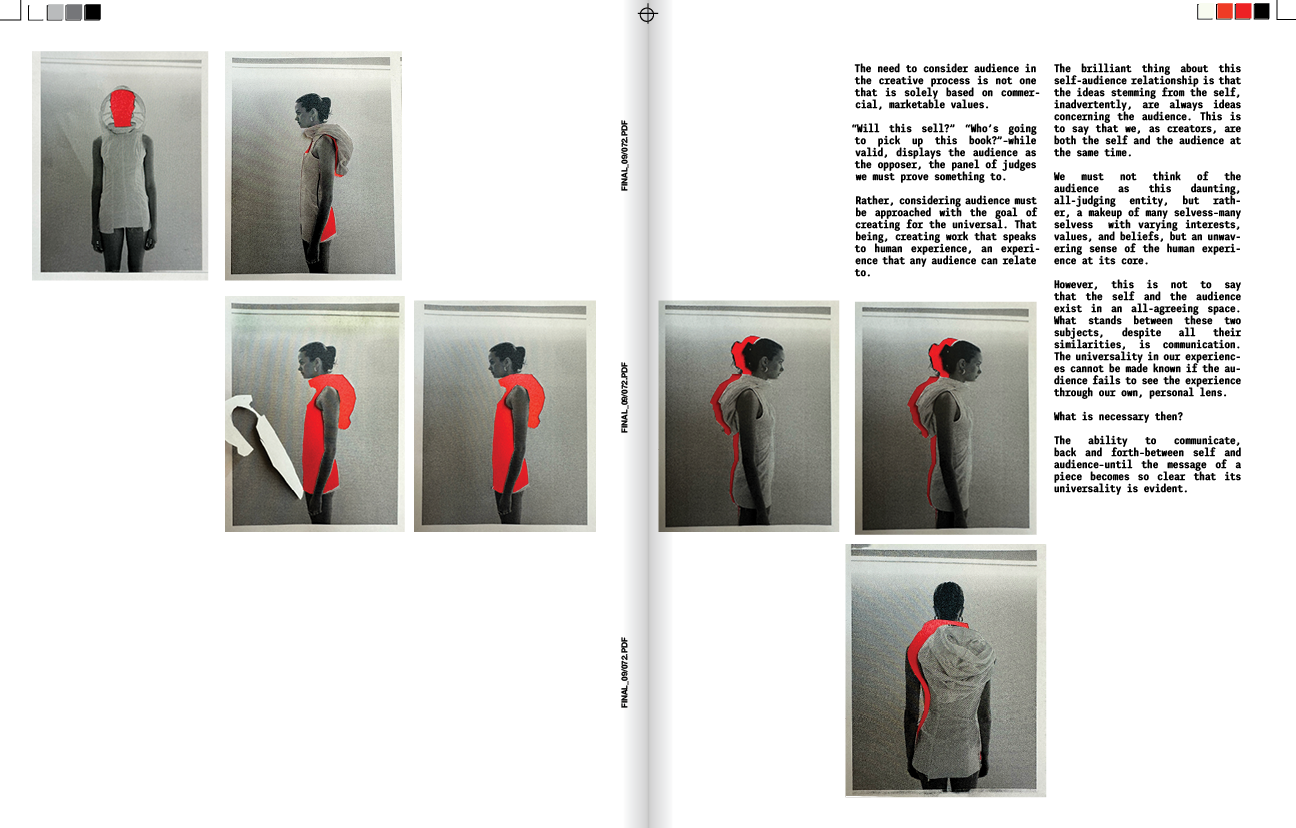 FINAL_09/072.PDF
FINAL_09/072.PDF
FINAL_09/072.PDF
The need to consider audience in
the creative process is not one
that is solely based on commer-
cial, marketable values.
“Will this sell?” “Who’s going
to pick up this book?”-while
valid, displays the audience as
the opposer, the panel of judges
we must prove something to.
Rather, considering audience must
be approached with the goal of
creating for the universal. That
being, creating work that speaks
to human experience, an experi-
ence that any audience can relate
to.
The brilliant thing about this
self-audience relationship is that
the ideas stemming from the self,
inadvertently, are always ideas
concerning the audience. This is
to say that we, as creators, are
both the self and the audience at
the same time.
We must not think of the
audience as this daunting,
all-judging entity, but rath-
er, a makeup of many selvess-many
selvess with varying interests,
values, and beliefs, but an unwav-
ering sense of the human experi-
ence at its core.
However, this is not to say
that the self and the audience
exist in an all-agreeing space.
What stands between these two
subjects, despite all their
similarities, is communication.
The universality in our experienc-
es cannot be made known if the au-
dience fails to see the experience
through our own, personal lens.
What is necessary then?
The ability to communicate,
back and forth-between self and
audience-until the message of a
piece becomes so clear that its
universality is evident.